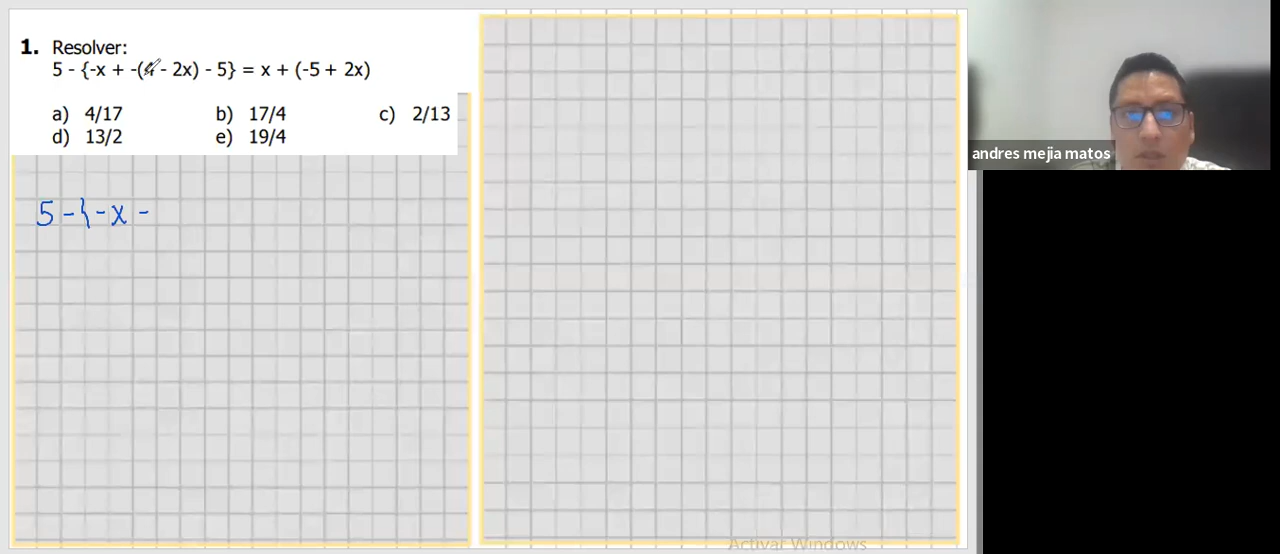 1. Resolver:
5 - {-x + -( - 2x) - 5} = x + (-5 + 2x)
a) 4/17 b) 17/4 c) 2/13
d) 13/2 e) 19/4
5 - { - x -
andres mejia matos
Activar Windows